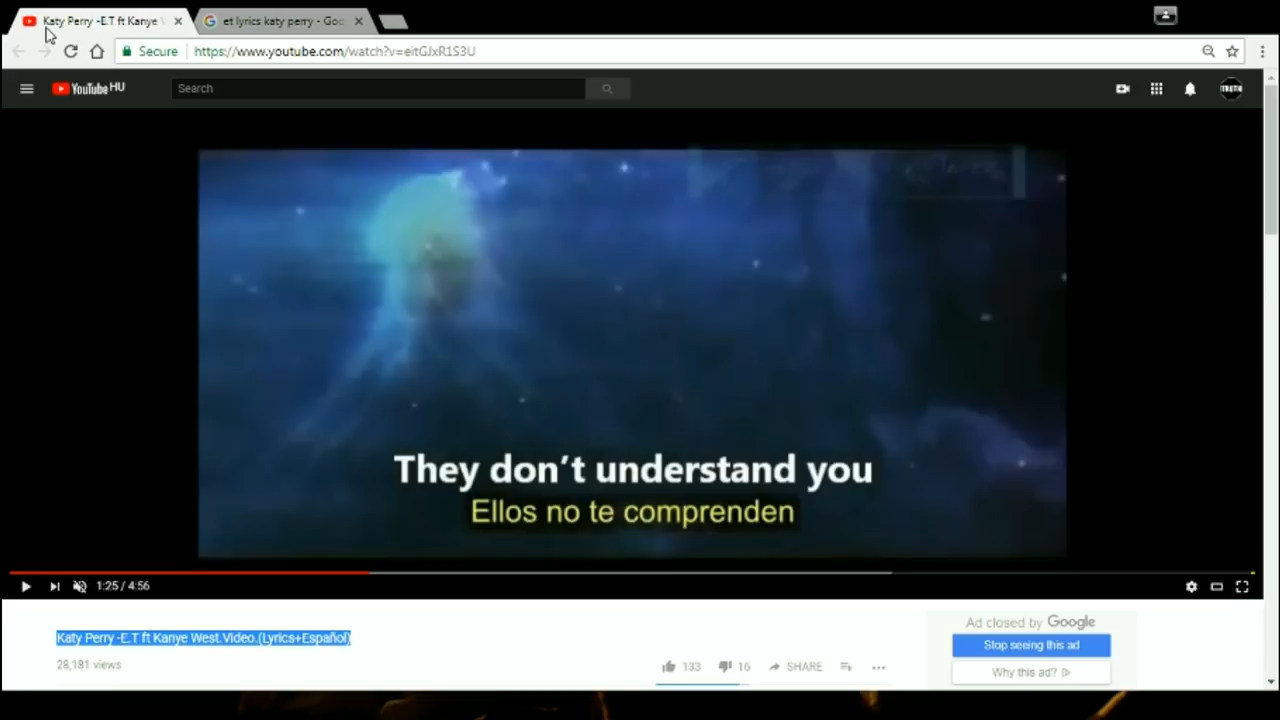 Katy Perry -E.T ft Kanye
et lyrics katy perry - Goo
Secure https://www.youtube.com/watch?v=eitGJxR1S3U
YouTube HU
Search
TRUTH
They don't understand you
Ellos no te comprenden
1:25 / 4:56
Ad closed by Google
Katy Perry -E.T ft Kanye West.Video.(Lyrics+Español)
Stop seeing this ad
28,181 views
133 16 SHARE
Why this ad?